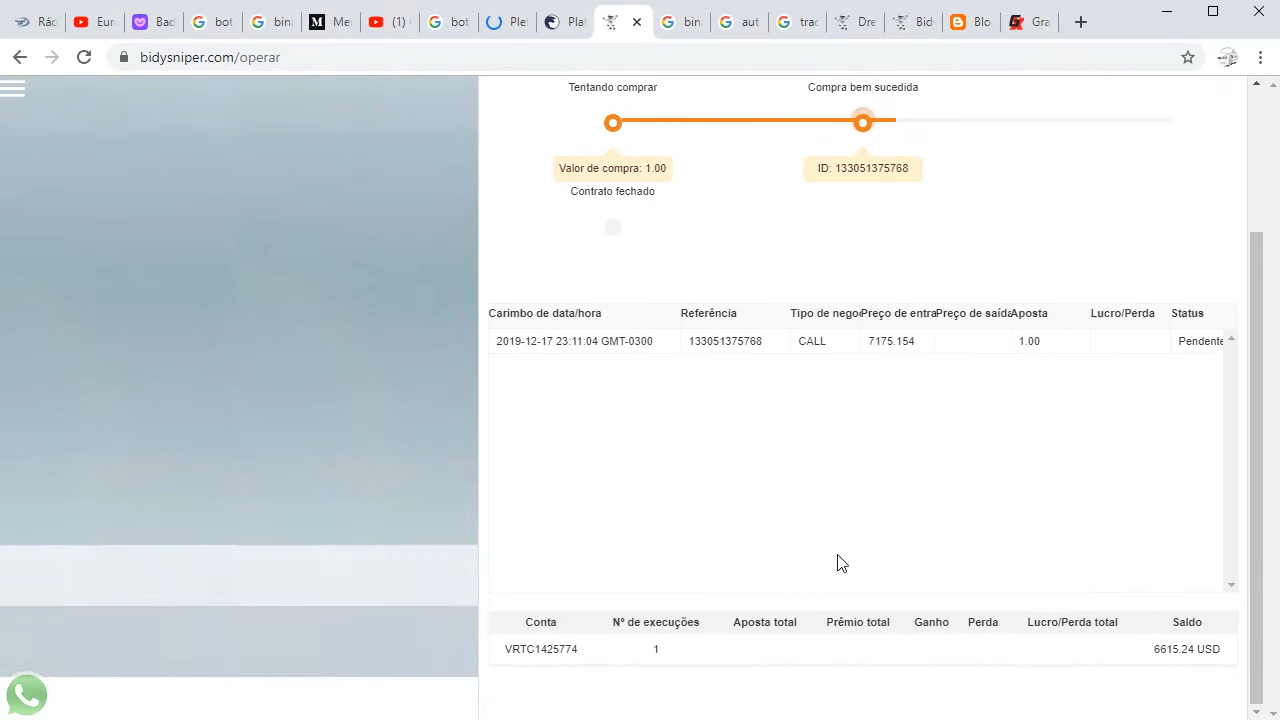 Rác
Eur
Bad
bot
bina
Me
(1)
bot
Ple
Pla
bin
aut
trac
Dre
Bid
Blo
Gra
bidysniper.com/operar
Tentando comprar
Compra bem sucedida
Valor de compra: 1.00
ID: 133051375768
Contrato fechado
Carimbo de data/hora Referência Tipo de negoc Preço de entra Preço de saída Aposta Lucro/Perda Status
2019-12-17 23:11:04 GMT-0300 133051375768 CALL 7175.154 1.00 Pendente
Conta Nº de execuções Aposta total Prêmio total Ganho Perda Lucro/Perda total Saldo
VRTC1425774 1 6615.24 USD